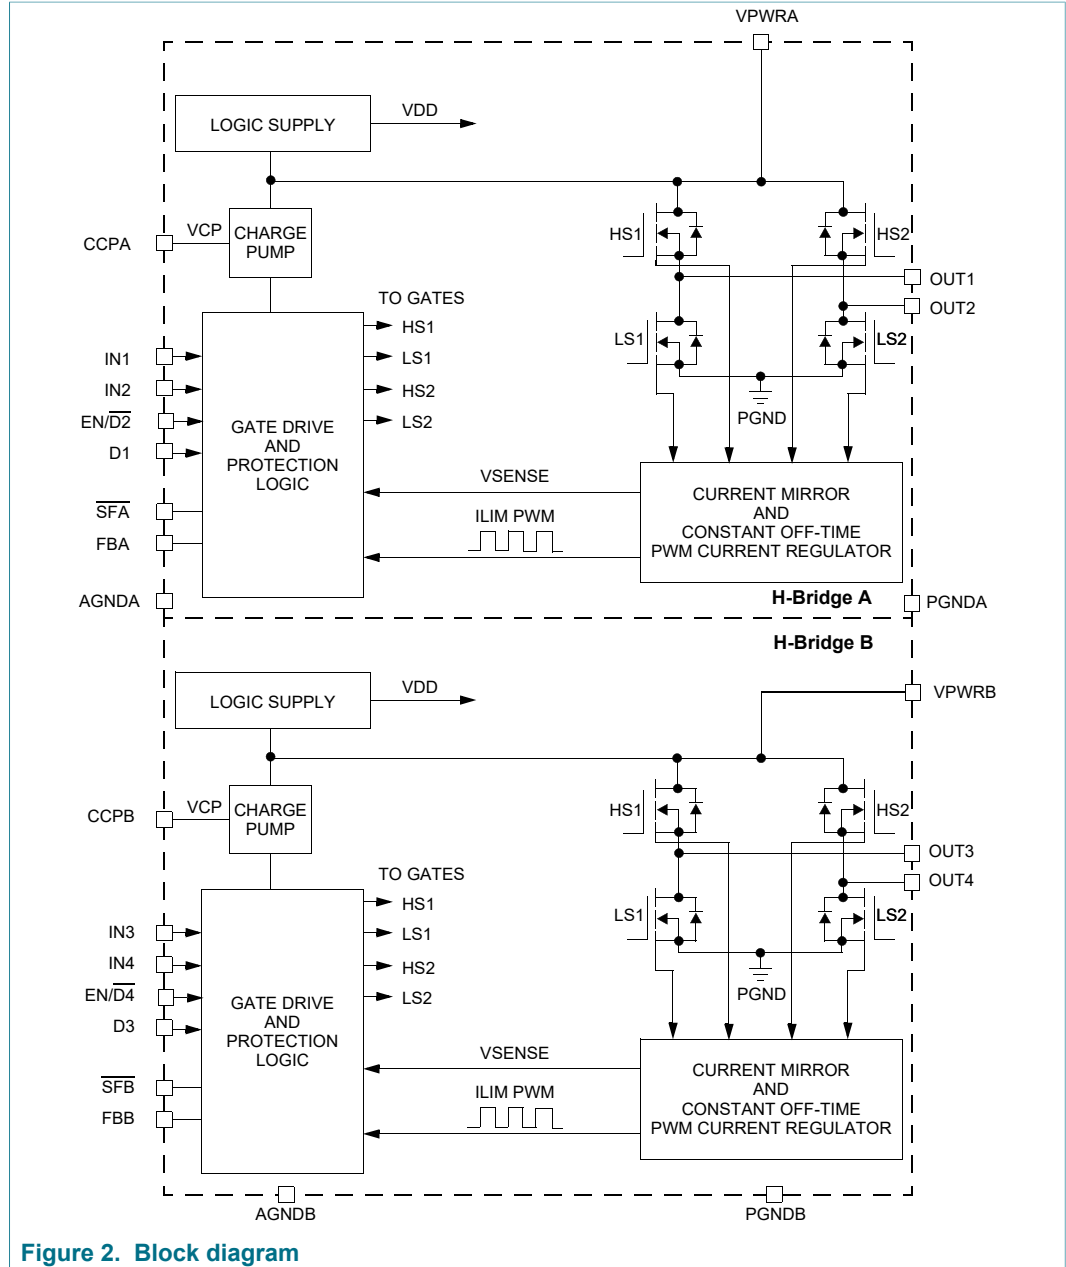 VPWRA
LOGIC SUPPLY
VDD
CCPA
VCP
CHARGE
PUMP
HS1
HS2
OUT1
OUT2
TO GATES
HS1
LS1
HS2
LS2
LS1
LS2
PGND
IN1
IN2
EN/D2
D1
SFA
FBA
GATE DRIVE
AND
PROTECTION
LOGIC
VSENSE
ILIM PWM
CURRENT MIRROR
AND
CONSTANT OFF-TIME
PWM CURRENT REGULATOR
AGNDA
H-Bridge A
PGNDA
H-Bridge B
LOGIC SUPPLY
VDD
VPWRB
CCPB
VCP
CHARGE
PUMP
HS1
HS2
OUT3
OUT4
TO GATES
HS1
LS1
HS2
LS2
LS1
LS2
PGND
IN3
IN4
EN/D4
D3
SFB
FBB
GATE DRIVE
AND
PROTECTION
LOGIC
VSENSE
ILIM PWM
CURRENT MIRROR
AND
CONSTANT OFF-TIME
PWM CURRENT REGULATOR
AGNDB
PGNDB
Figure 2. Block diagram